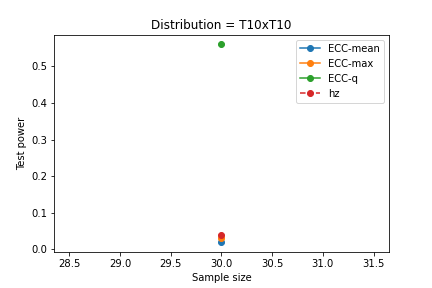 Distribution = T10xT10
ECC-mean
ECC-max
ECC-q
hz
Test power
0.5
0.4
0.3
0.2
0.1
0.0
28.5 29.0 29.5 30.0 30.5 31.0 31.5
Sample size